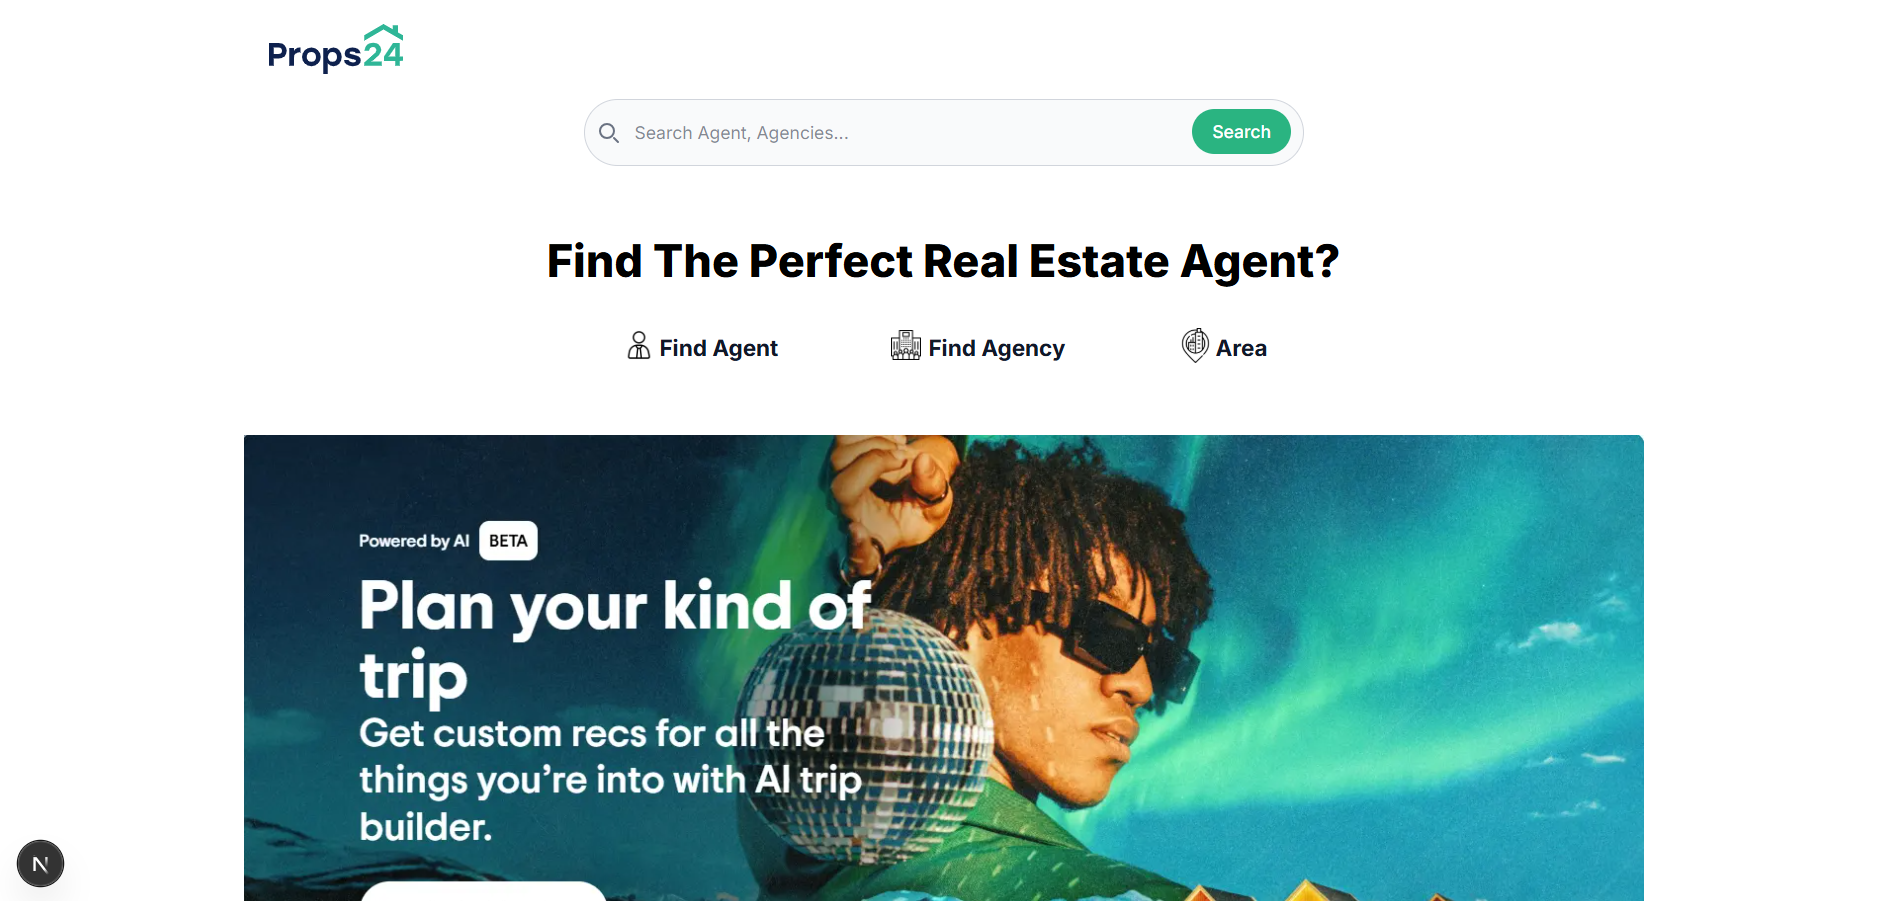 Props24
Search Agent, Agencies...
Search
Find The Perfect Real Estate Agent?
Find Agent
Find Agency
Area
Powered by AI BETA
Plan your kind of
trip
Get custom recs for all the
things you're into with AI trip
builder.
N